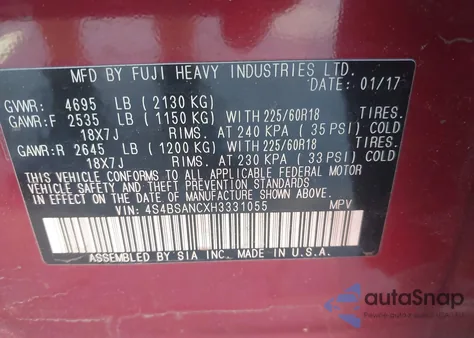 MFD BY FUJI HEAVY INDUSTRIES LTD.
DATE: 01/17
GVWR: 4695 LB (2130 KG)
GAWR:F 2535 LB (1150 KG) WITH 225/60R18 TIRES.
18X7J RIMS. AT 240 KPA (35 PSI) COLD
GAWR:R 2645 LB (1200 KG) WITH 225/60R18 TIRES.
18X7J RIMS. AT 230 KPA (33 PSI) COLD
THIS VEHICLE CONFORMS TO ALL APPLICABLE FEDERAL MOTOR
VEHICLE SAFETY AND THEFT PREVENTION STANDARDS IN
EFFECT ON THE DATE OF MANUFACTURE SHOWN ABOVE.
VIN: 4S4BSANCXH3331055 MPV
ASSEMBLED BY SIA INC. MADE IN U.S.A.
autoSnap